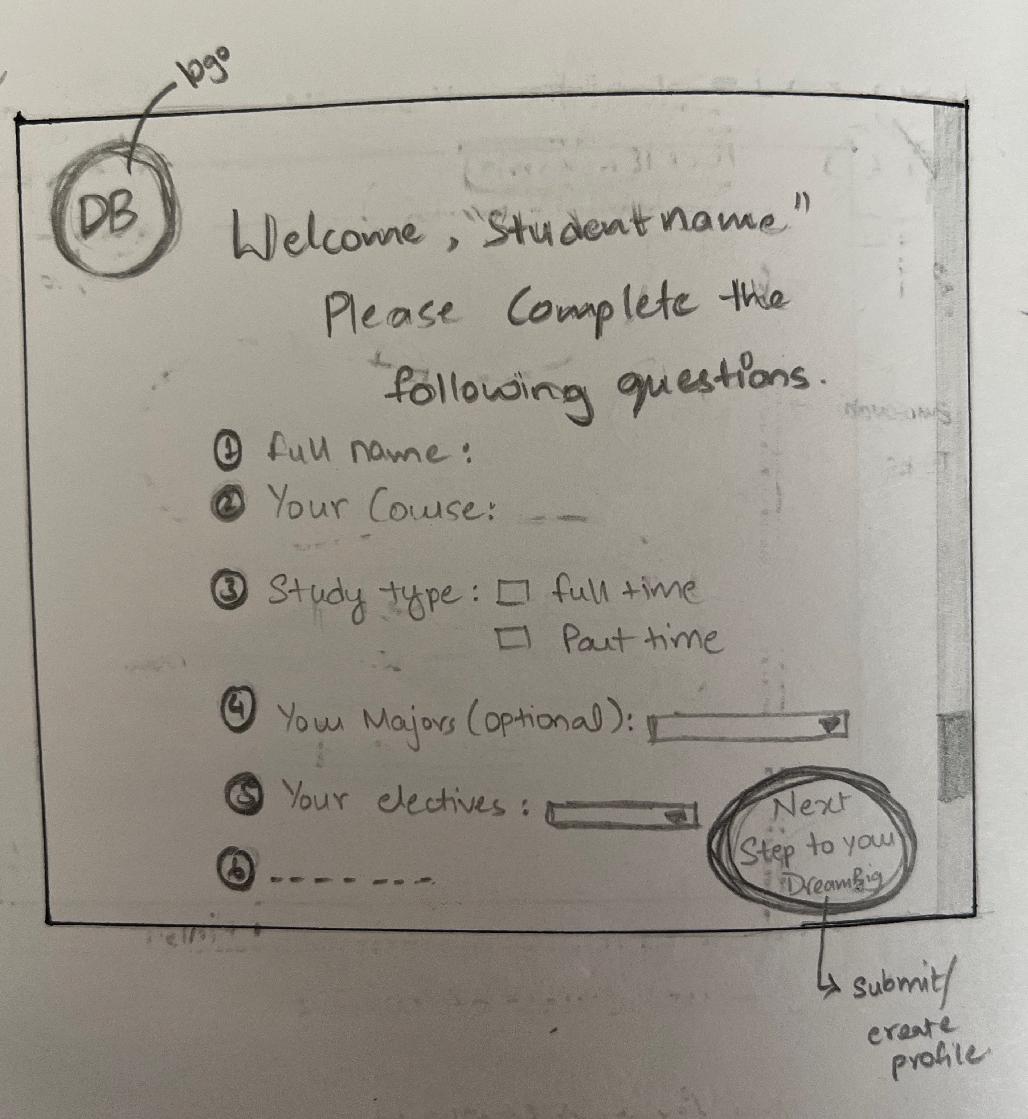 logo
DB
Welcome, "Student name"
Please Complete the
following questions.
① full name:
② Your Course: _ _
③ Study type: full time
Part time
④ Your Majors (optional):
⑤ Your electives:
⑥ - - - - - - -
Next
Step to your
DreamBig
submit/
create
profile